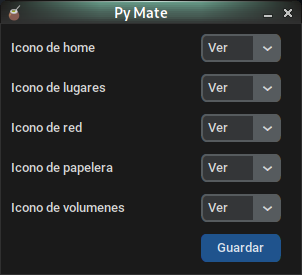 Py Mate
Icono de home Ver
Icono de lugares Ver
Icono de red Ver
Icono de papelera Ver
Icono de volumenes Ver
Guardar